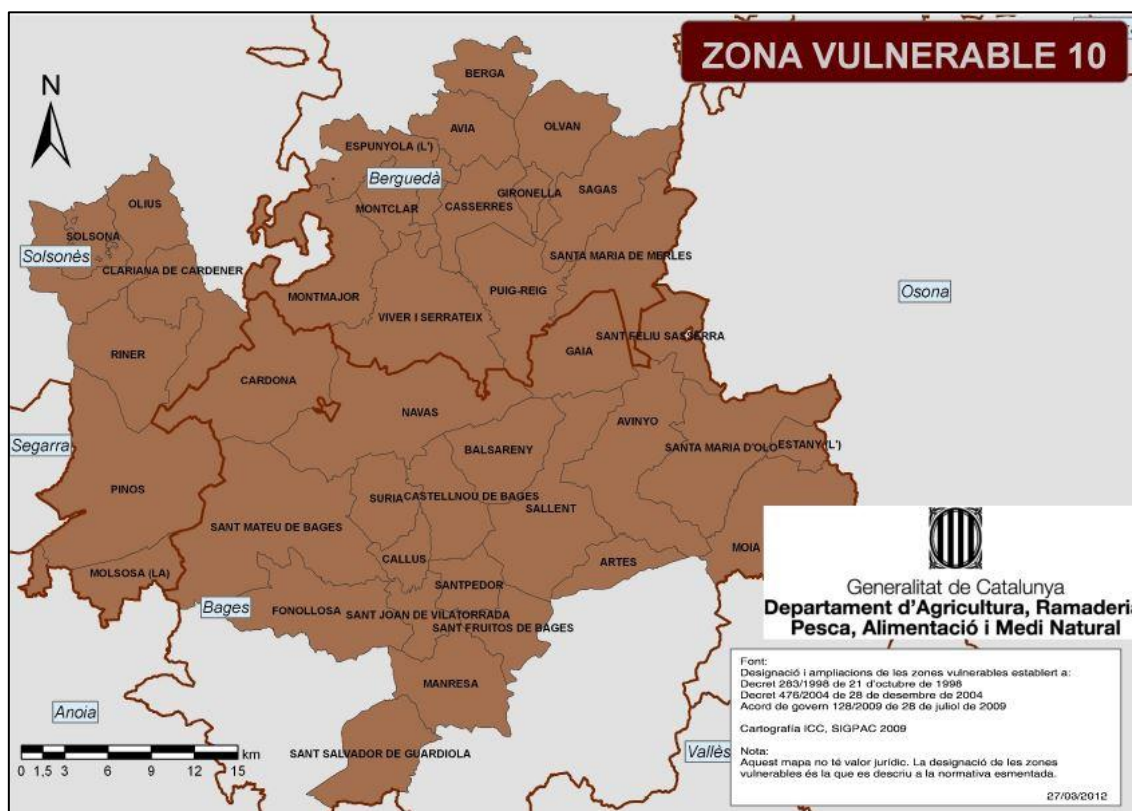 ZONA VULNERABLE 10
N
BERGA
AVIA
OLVAN
ESPUNYOLA (L')
Berguedà
GIRONELLA
SAGAS
MONTCLAR
CASSERRES
OLIUS
SOLSONA
Solsonès
CLARIANA DE CARDENER
SANTA MARIA DE MERLES
MONTMAJOR
PUIG-REIG
Osona
VIVER I SERRATEIX
SANT FELIU SASSERRA
GAIA
RINER
CARDONA
NAVAS
AVINYO
Segarra
BALSARENY
SANTA MARIA D'OLO
ESTANY (L')
PINOS
SURIA
CASTELLNOU DE BAGES
SALLENT
SANT MATEU DE BAGES
MOIA
CALLUS
ARTES
MOLSOSA (LA)
SANTPEDOR
Bages
FONOLLOSA
SANT JOAN DE VILATORRADA
SANT FRUITOS DE BAGES
MANRESA
Anoia
SANT SALVADOR DE GUARDIOLA
Vallès
km
0 1,5 3 6 9 12 15
Generalitat de Catalunya
Departament d'Agricultura, Ramaderia
Pesca, Alimentació i Medi Natural
Font:
Designació i ampliacions de les zones vulnerables establert a:
Decret 283/1998 de 21 d'octubre de 1998
Decret 476/2004 de 28 de desembre de 2004
Acord de govern 128/2009 de 28 de juliol de 2009
Cartografía ICC, SIGPAC 2009
Nota:
Aquest mapa no té valor jurídic. La designació de les zones
vulnerables és la que es descriu a la normativa esmentada.
27/03/2012